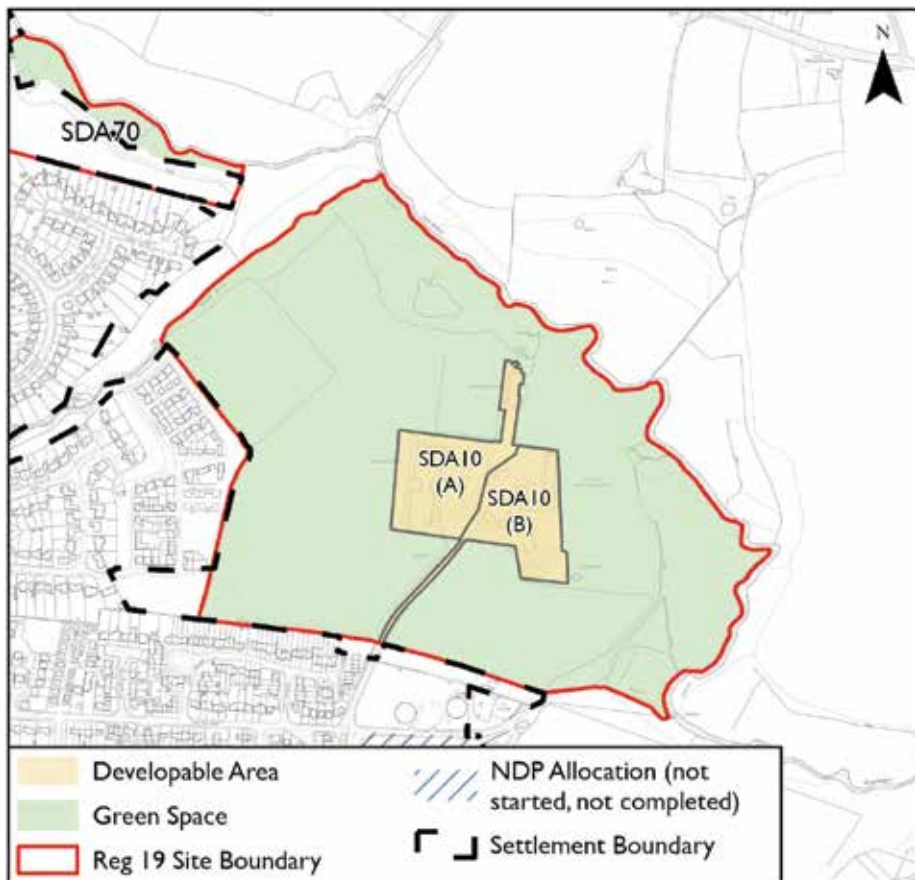 N
SDA70
SDA10
(A)
SDA10
(B)
Developable Area
Green Space
Reg 19 Site Boundary
NDP Allocation (not
started, not completed)
Settlement Boundary